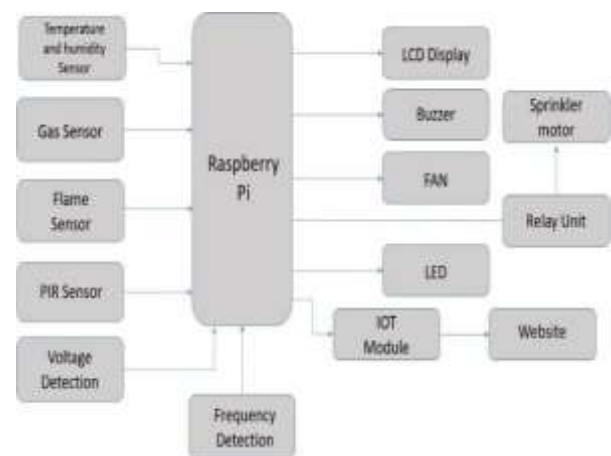 Temperature
and humidity
Sensor
Gas Sensor
Flame
Sensor
PIR Sensor
Voltage
Detection
Frequency
Detection
Raspberry
Pi
LCD Display
Buzzer
FAN
LED
IOT
Module
Website
Sprinkler
motor
Relay Unit